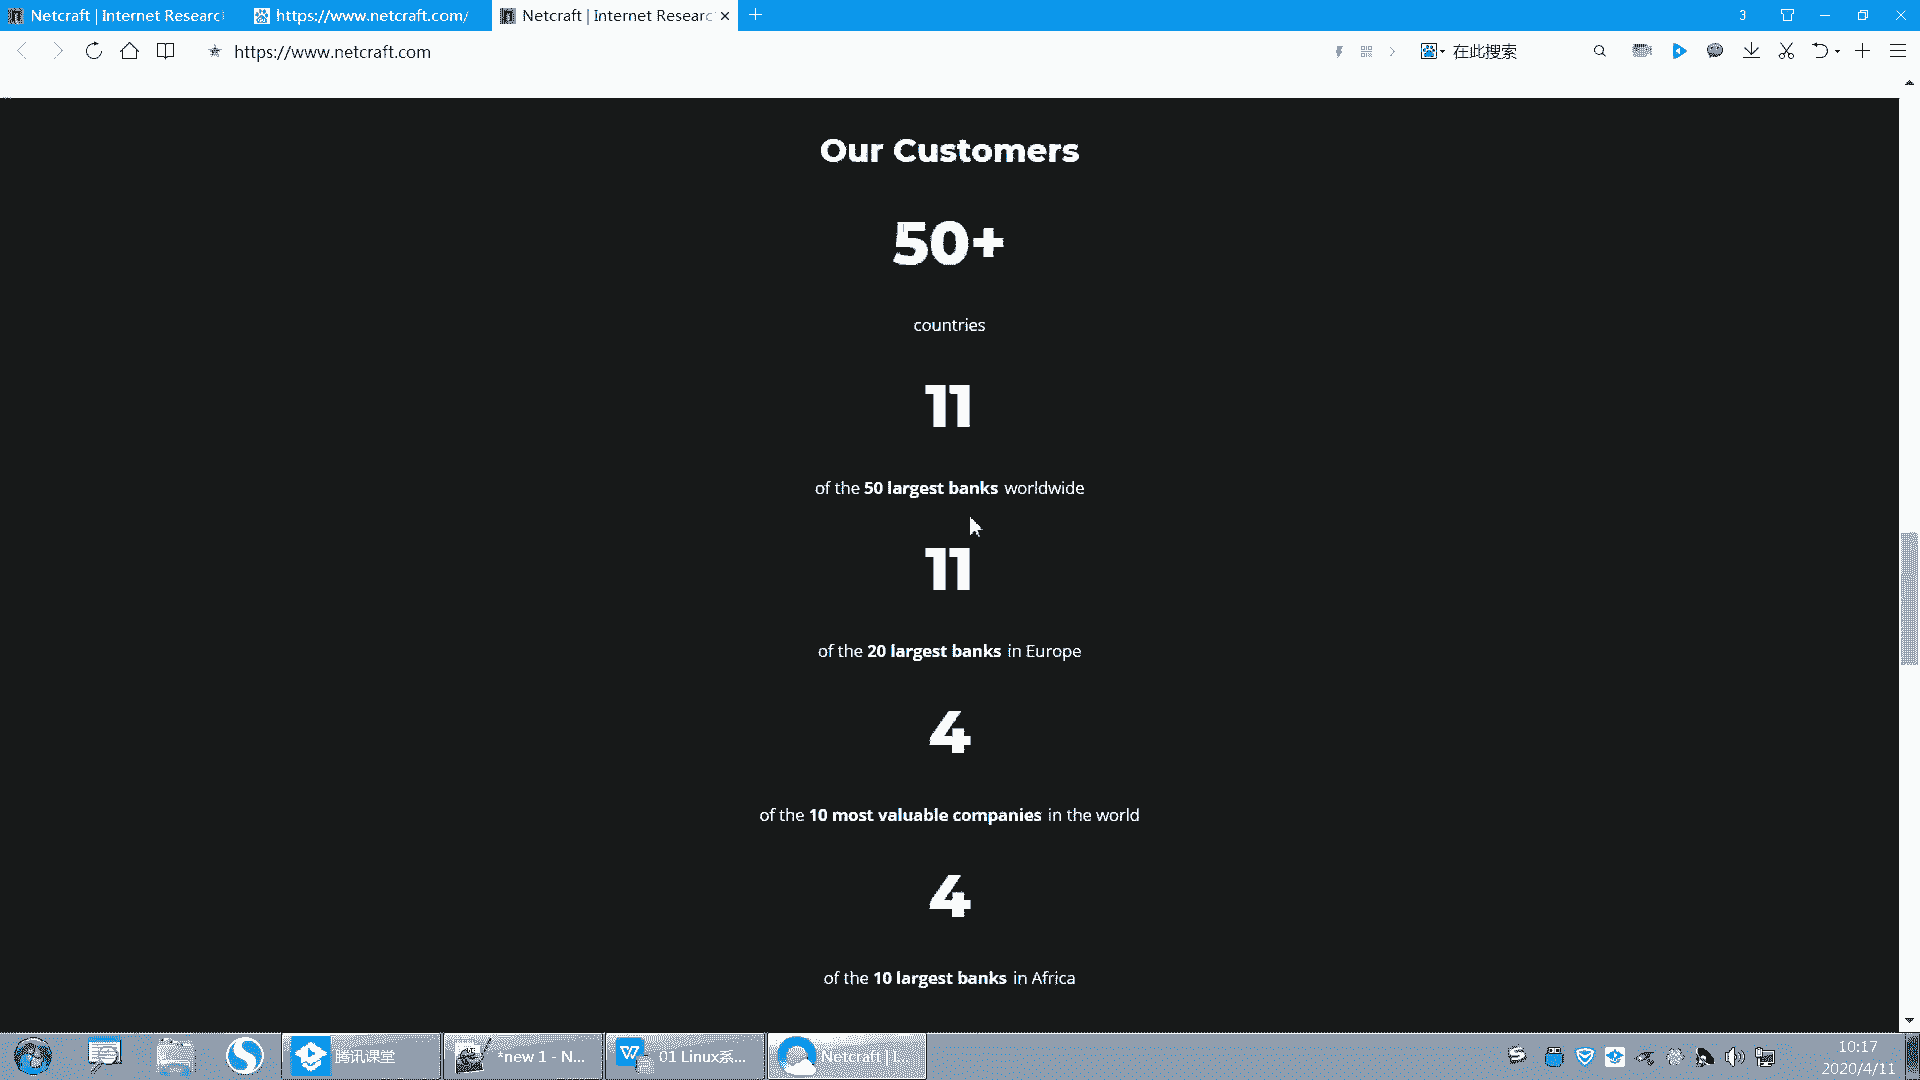 Netcraft | Internet Researc
https://www.netcraft.com/
Netcraft | Internet Researc
3
https://www.netcraft.com
在此搜索
Our Customers
50+
countries
11
of the 50 largest banks worldwide
11
of the 20 largest banks in Europe
4
of the 10 most valuable companies in the world
4
of the 10 largest banks in Africa
腾讯课堂
*new 1 - N...
01 Linux系...
Netcraft | I...
10:17
2020/4/11